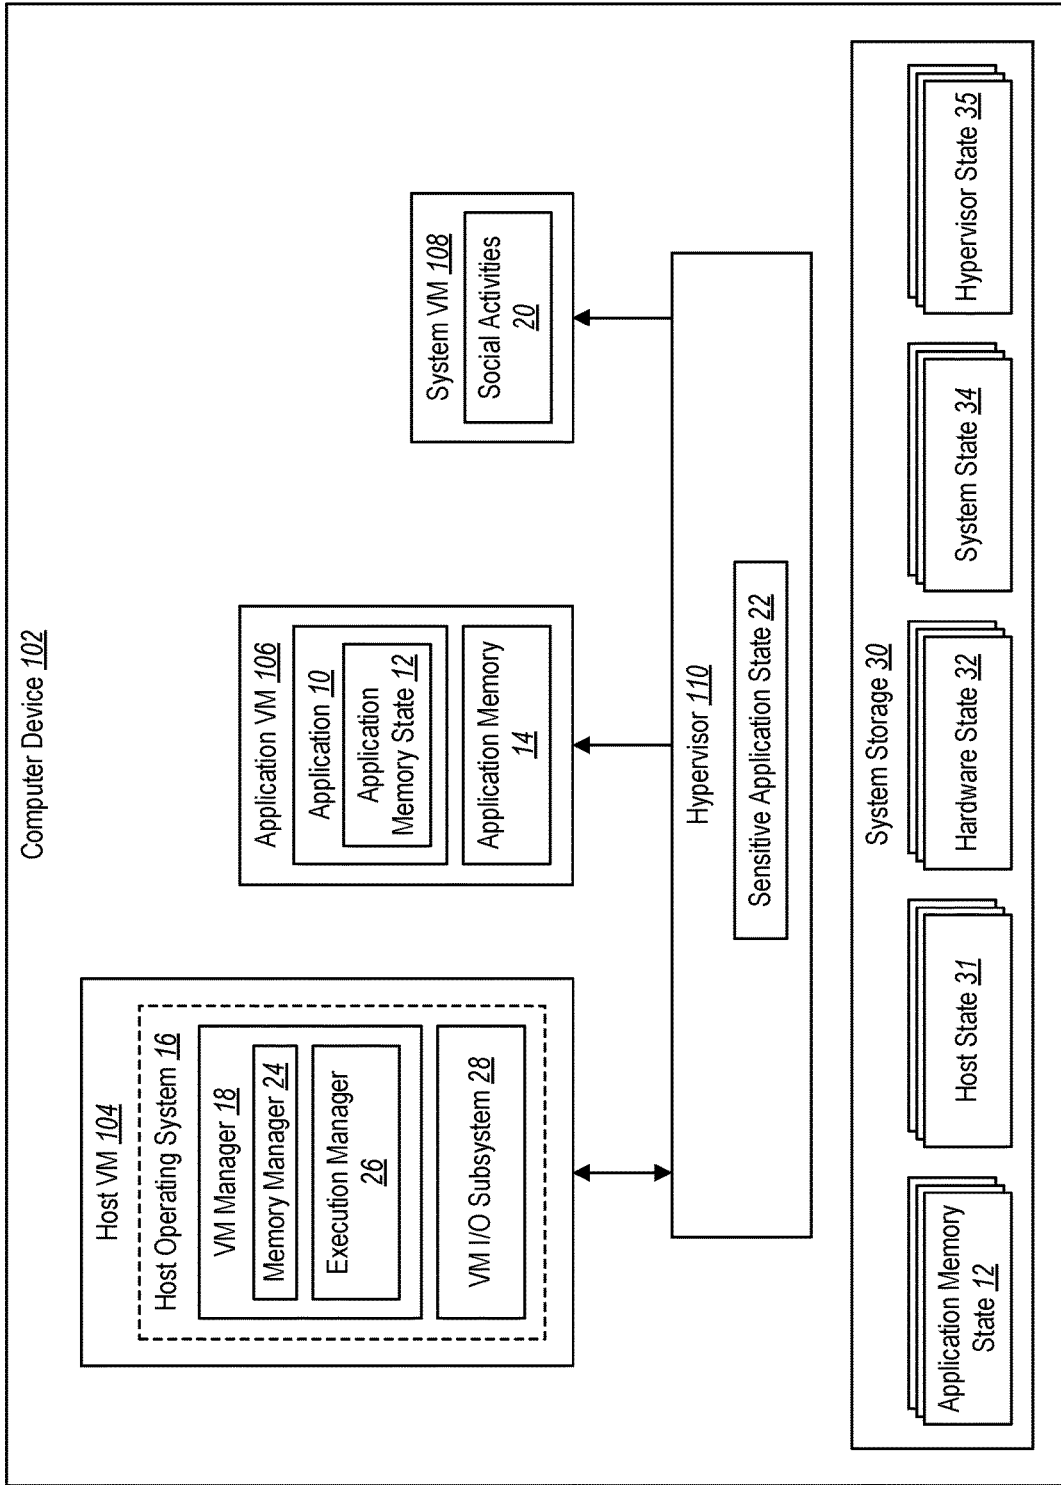 Computer Device 102
Host VM 104
Host Operating System 16
VM Manager 18
Memory Manager 24
Execution Manager
26
VM I/O Subsystem 28
Application VM 106
Application 10
Application
Memory State 12
Application Memory
14
System VM 108
Social Activities
20
Hypervisor 110
Sensitive Application State 22
System Storage 30
Application Memory
State 12
Host State 31
Hardware State 32
System State 34
Hypervisor State 35